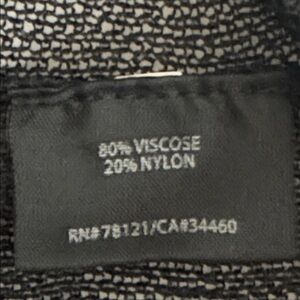 80% VISCOSE
20% NYLON
RN# 78121/CA#34460